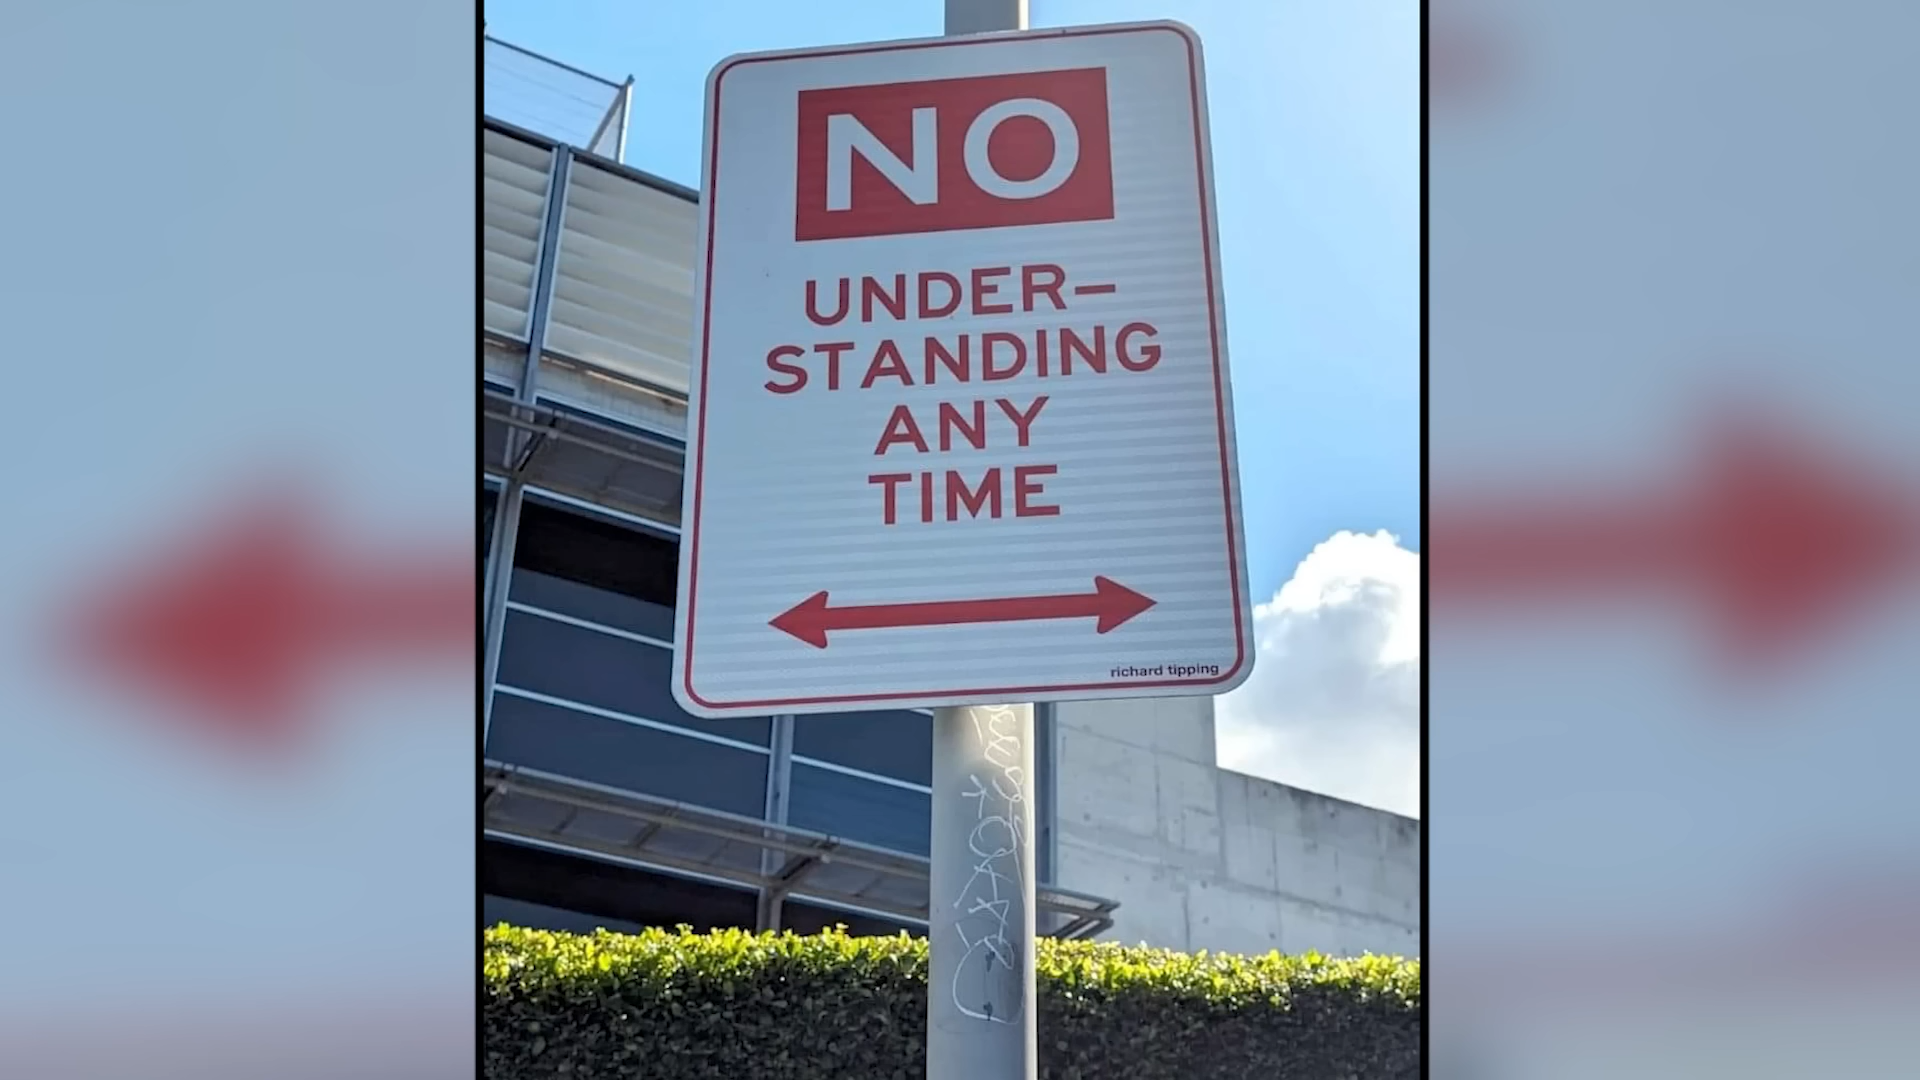 NO
UNDER–
STANDING
ANY
TIME
richard tipping